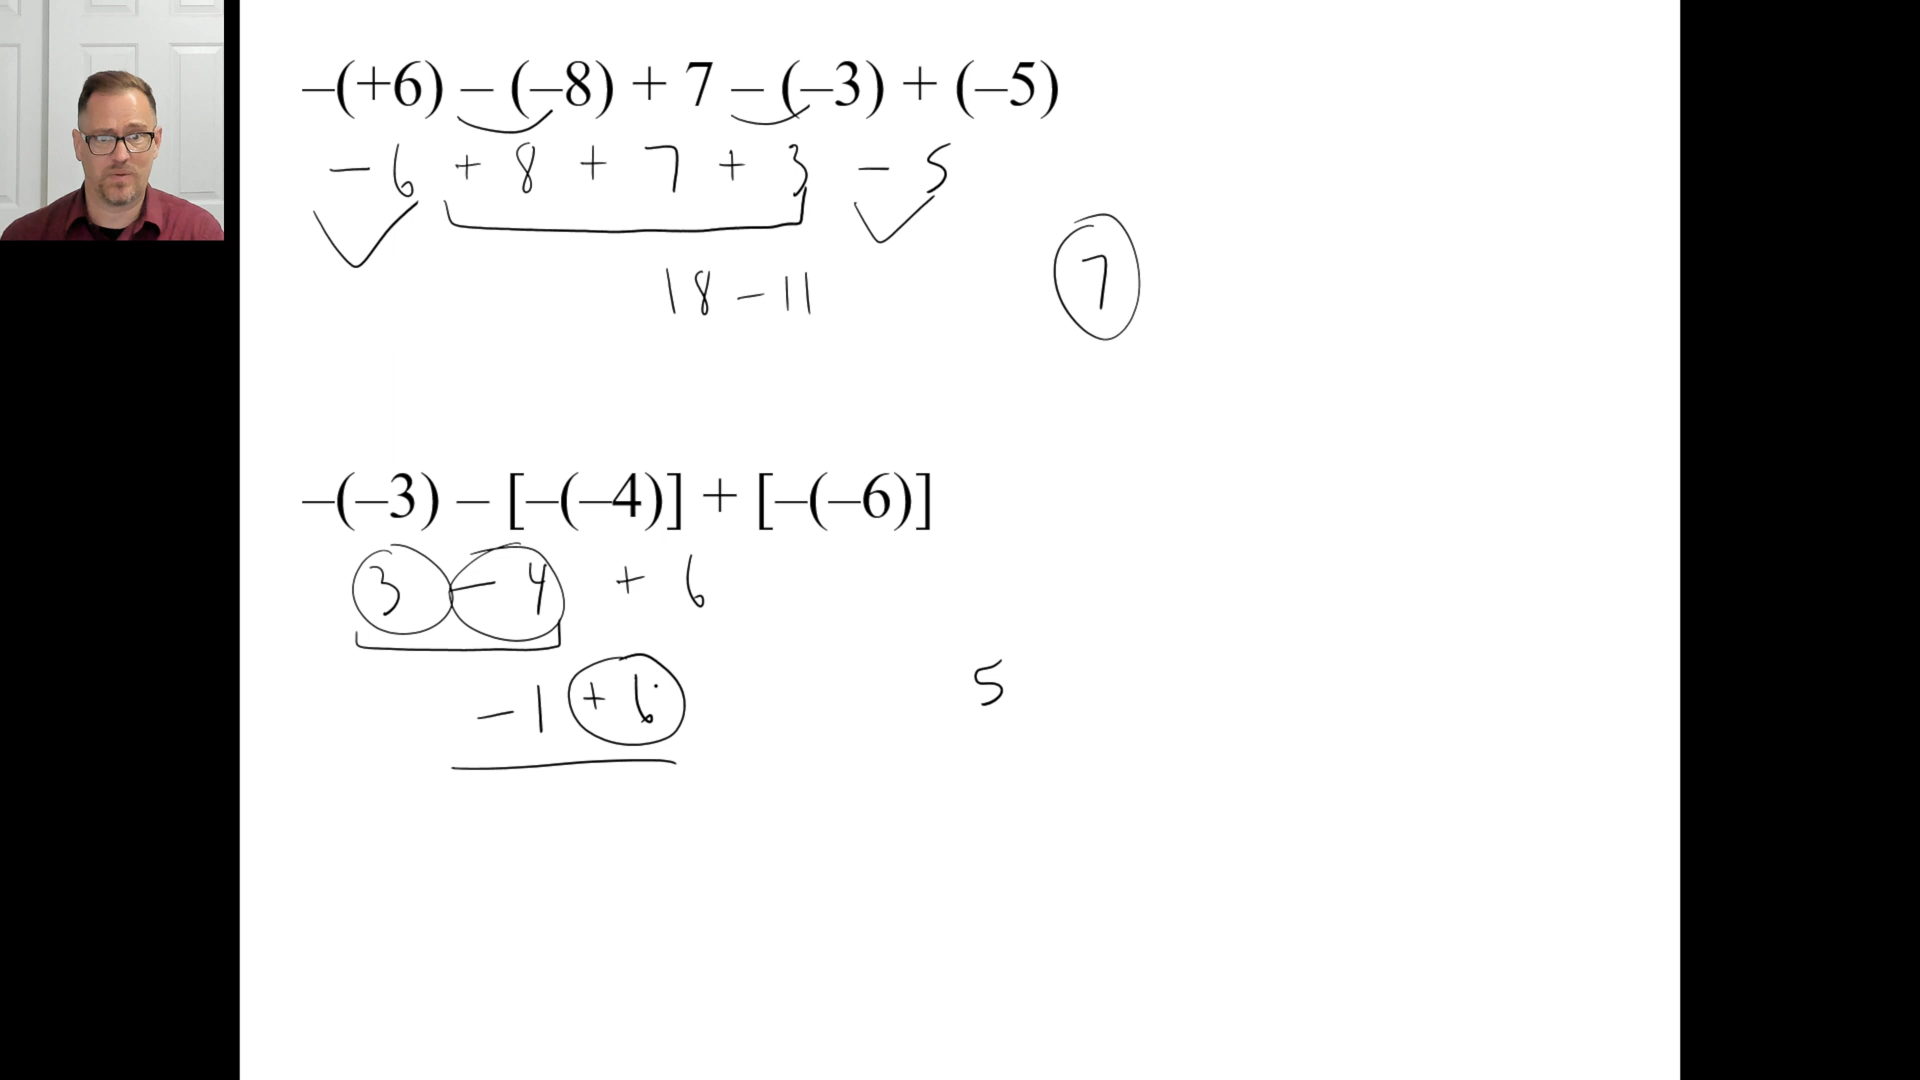 –(+6) – (–8) + 7 – (–3) + (–5)
– 6 + 8 + 7 + 3 – 5
18 – 11
7
–(–3) – [–(–4)] + [–(–6)]
3 – 4 + 6
– 1 + 6
5